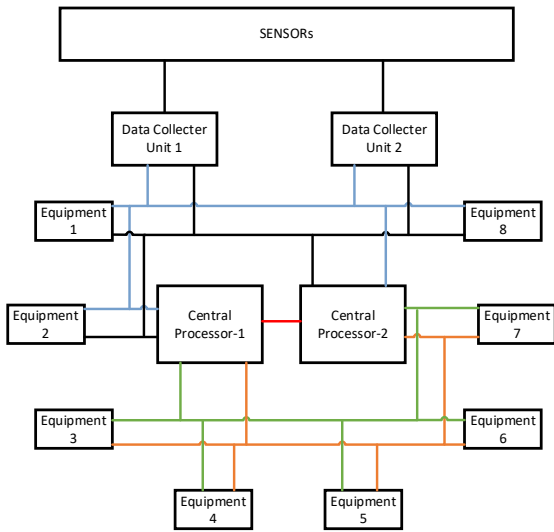 SENSORs
Data Collecter
Unit 1
Data Collecter
Unit 2
Equipment
1
Equipment
8
Equipment
2
Central
Processor-1
Central
Processor-2
Equipment
7
Equipment
3
Equipment
6
Equipment
4
Equipment
5